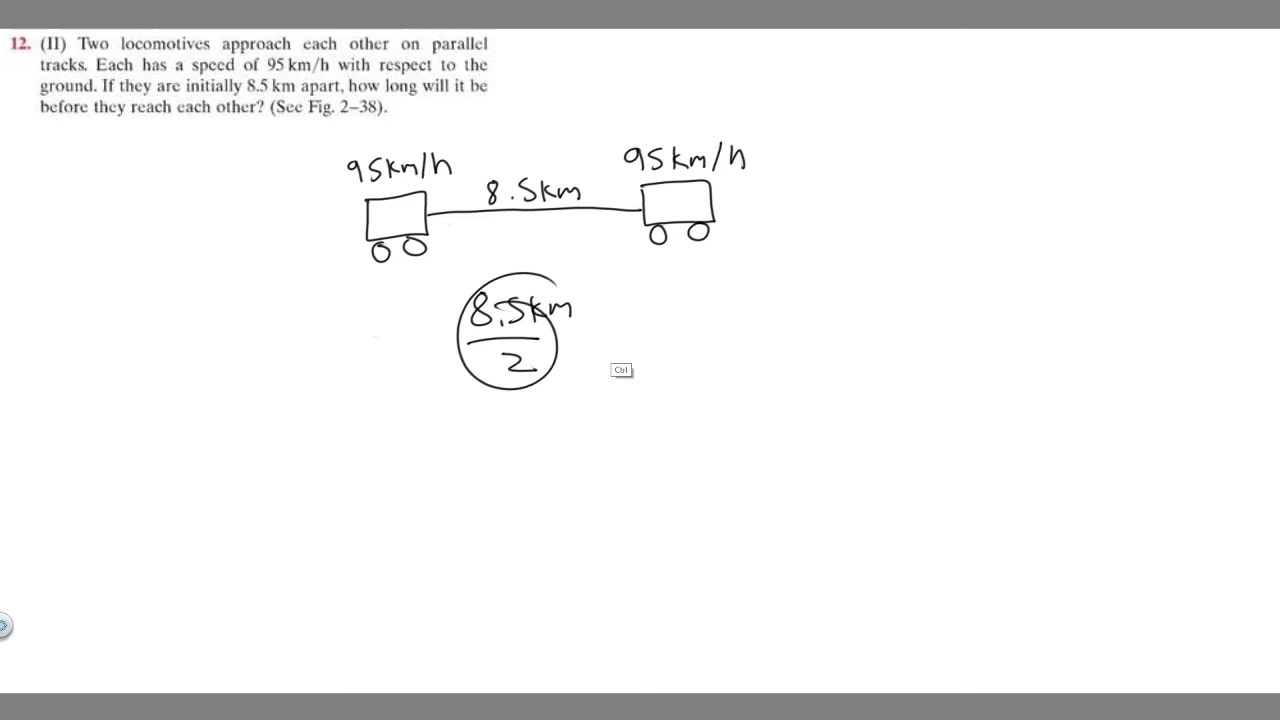 12. (II) Two locomotives approach each other on parallel
tracks. Each has a speed of 95 km/h with respect to the
ground. If they are initially 8.5 km apart, how long will it be
before they reach each other? (See Fig. 2–38).
95km/h
95km/h
8.5km
8.5km
2
Ctrl